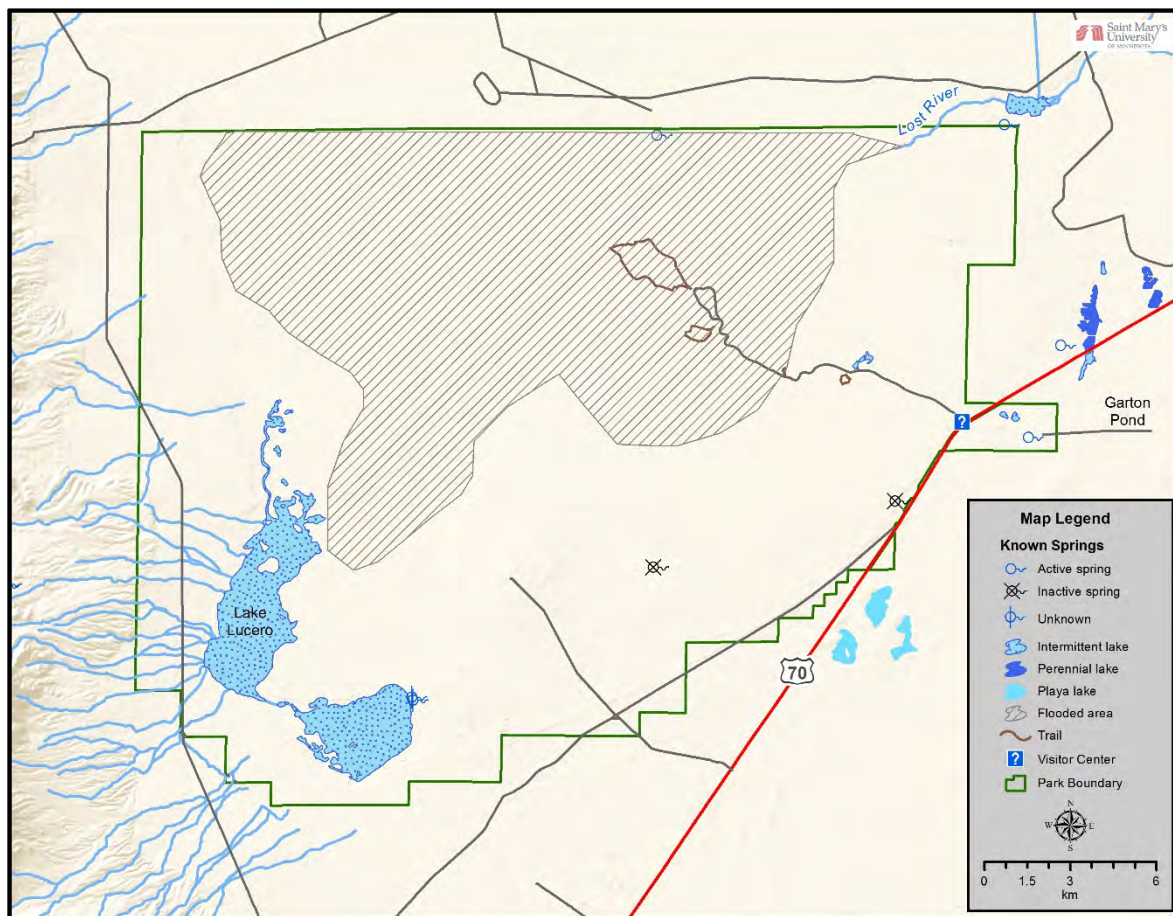 Saint Mary's
University
OF MINNESOTA
Lost River
Garton
Pond
Lake
Lucero
70
?
Map Legend
Known Springs
Active spring
Inactive spring
Unknown
Intermittent lake
Perennial lake
Playa lake
Flooded area
Trail
? Visitor Center
Park Boundary
N
W E
S
0 1.5 3 6
km